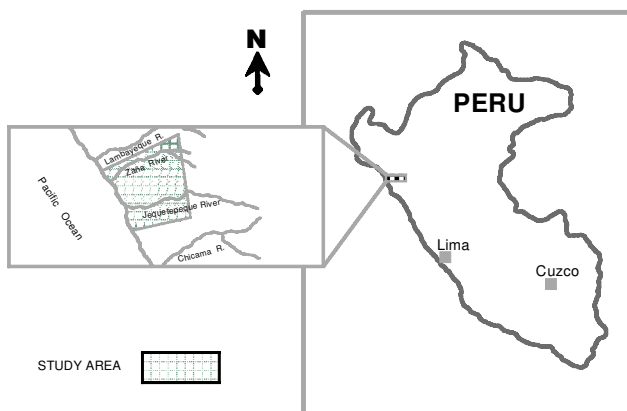 N
PERU
Lambayeque R.
Zaña River
Pacific Ocean
Jequetepeque River
Chicama R.
Lima
Cuzco
STUDY AREA